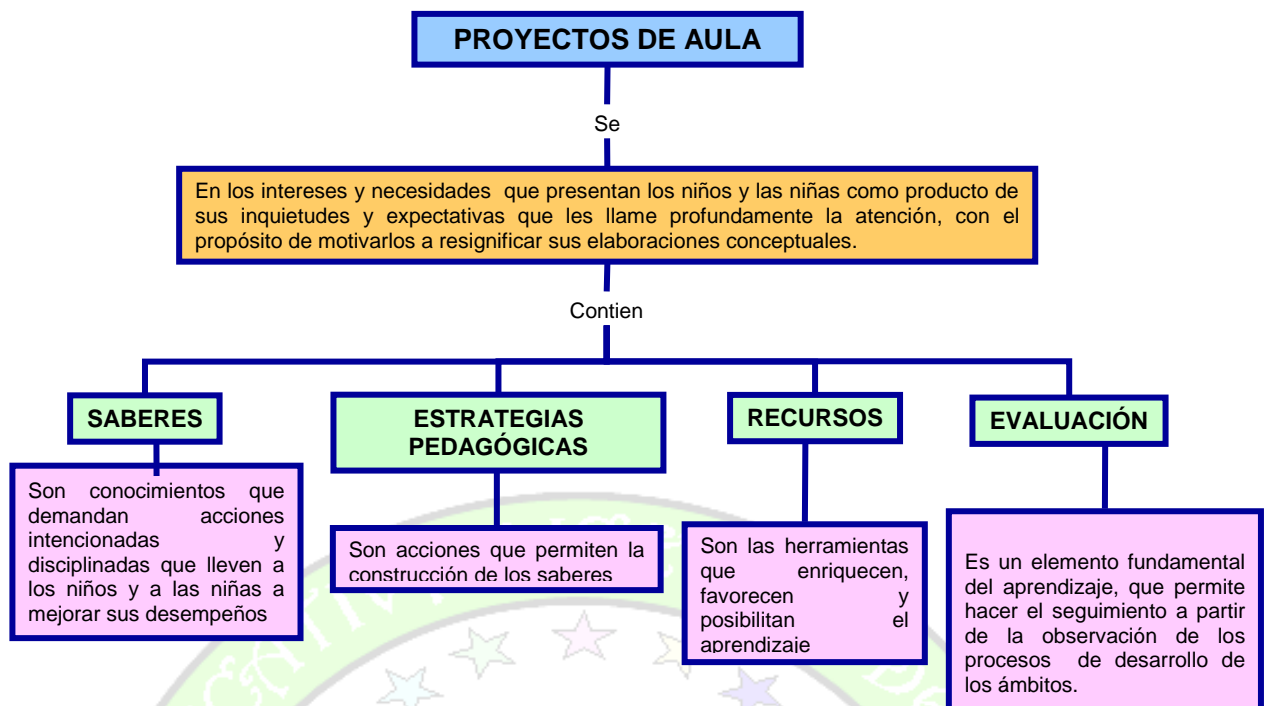 PROYECTOS DE AULA
Se
En los intereses y necesidades que presentan los niños y las niñas como producto de
sus inquietudes y expectativas que les llame profundamente la atención, con el
propósito de motivarlos a resignificar sus elaboraciones conceptuales.
Contien
SABERES
Son conocimientos que
demandan acciones
intencionadas y
disciplinadas que lleven a
los niños y a las niñas a
mejorar sus desempeños
ESTRATEGIAS
PEDAGÓGICAS
Son acciones que permiten la
construcción de los saberes
RECURSOS
Son las herramientas
que enriquecen,
favorecen y
posibilitan el
aprendizaje
EVALUACIÓN
Es un elemento fundamental
del aprendizaje, que permite
hacer el seguimiento a partir
de la observación de los
procesos de desarrollo de
los ámbitos.